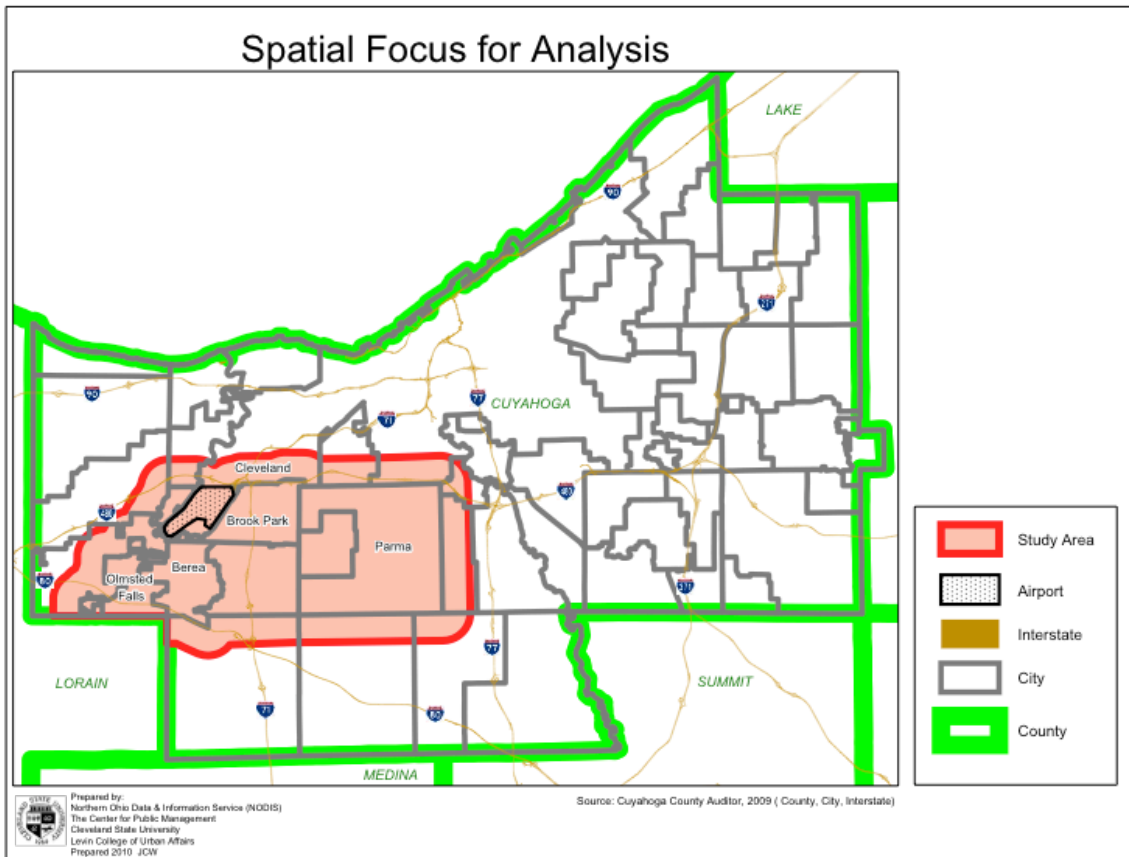 Spatial Focus for Analysis
LAKE
90
271
90
77
CUYAHOGA
71
Cleveland
480
480
Brook Park
Parma
Berea
80
Olmsted
Falls
271
77
LORAIN
SUMMIT
71
80
MEDINA
Study Area
Airport
Interstate
City
County
Prepared by:
Northern Ohio Data & Information Service (NODIS)
The Center for Public Management
Cleveland State University
Levin College of Urban Affairs
Prepared 2010 JCW
Source: Cuyahoga County Auditor, 2009 ( County, City, Interstate)